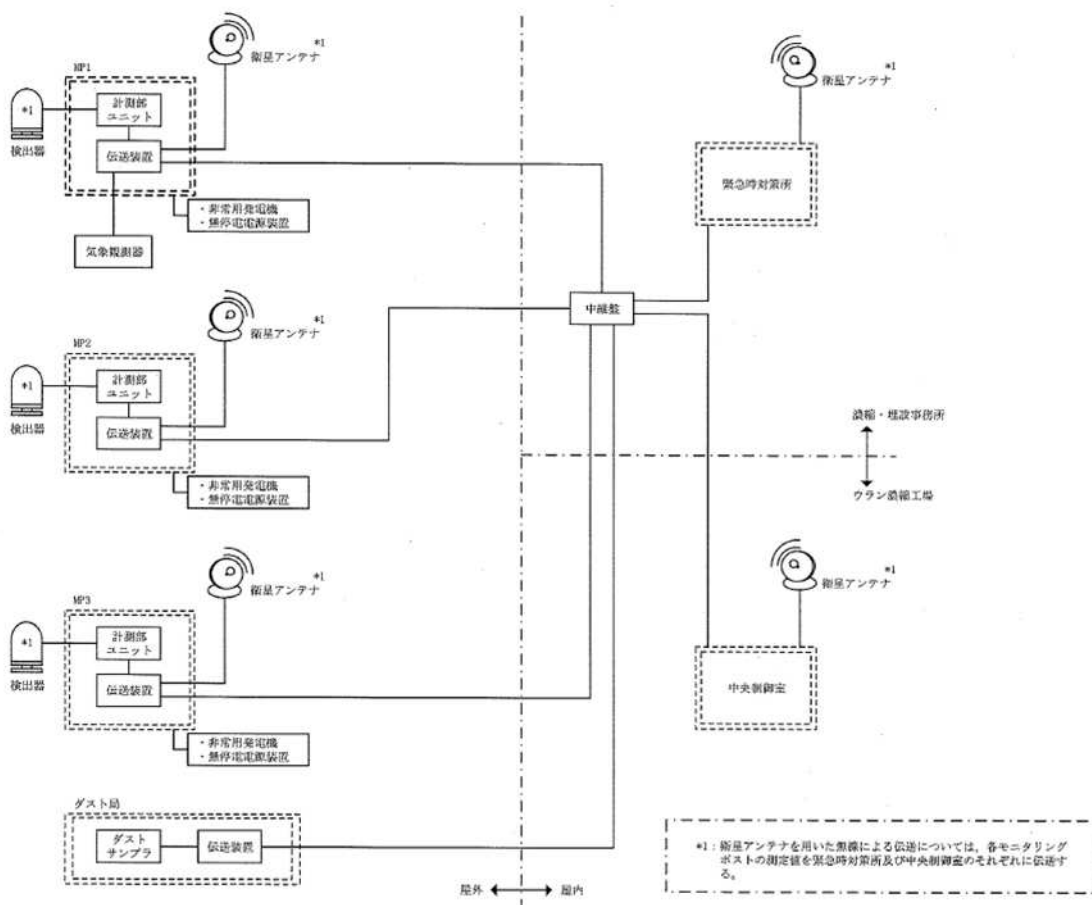 *1
衛星アンテナ
MP1
*1
検出器
計測部
ユニット
伝送装置
・非常用発電機
・無停電電源装置
気象観測器
*1
衛星アンテナ
MP2
*1
検出器
計測部
ユニット
伝送装置
・非常用発電機
・無停電電源装置
*1
衛星アンテナ
MP3
*1
検出器
計測部
ユニット
伝送装置
・非常用発電機
・無停電電源装置
ダスト局
ダスト
サンプラ
伝送装置
屋外
屋内
中継盤
*1
衛星アンテナ
緊急時対策所
濃縮・埋設事務所
ウラン濃縮工場
*1
衛星アンテナ
中央制御室
*1：衛星アンテナを用いた無線による伝送については、各モニタリング
ポストの測定値を緊急時対策所及び中央制御室のそれぞれに伝送す
る。